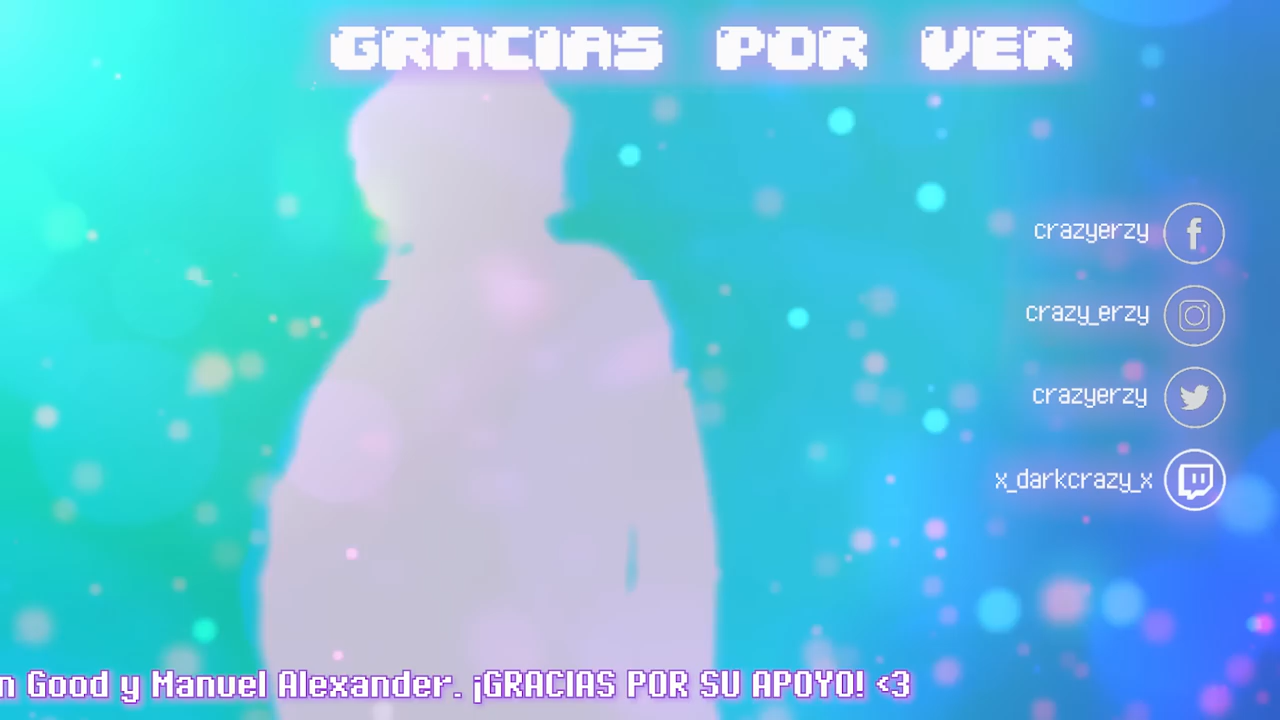 GRACIAS POR VER
crazyerzy
crazy_erzy
crazyerzy
x_darkcrazy_x
n Good y Manuel Alexander. ¡GRACIAS POR SU APOYO! <3